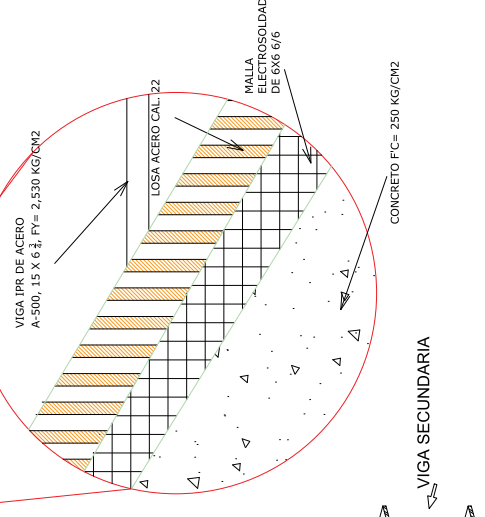 VIGA IPR DE ACERO
A-500, 15 X 6 3/4, FY= 2,530 KG/CM2
LOSA ACERO CAL. 22
MALLA
ELECTROSOLDAD
DE 6X6 6/6
CONCRETO F'C= 250 KG/CM2
VIGA SECUNDARIA